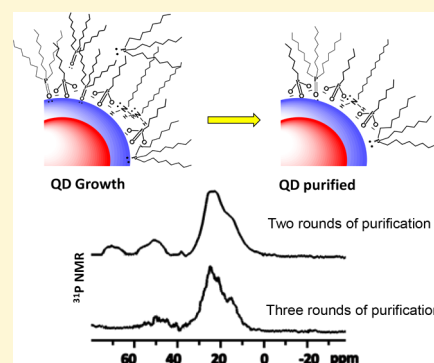 QD Growth
QD purified
Two rounds of purification
³¹P NMR
Three rounds of purification
60 40 20 0 -20 ppm